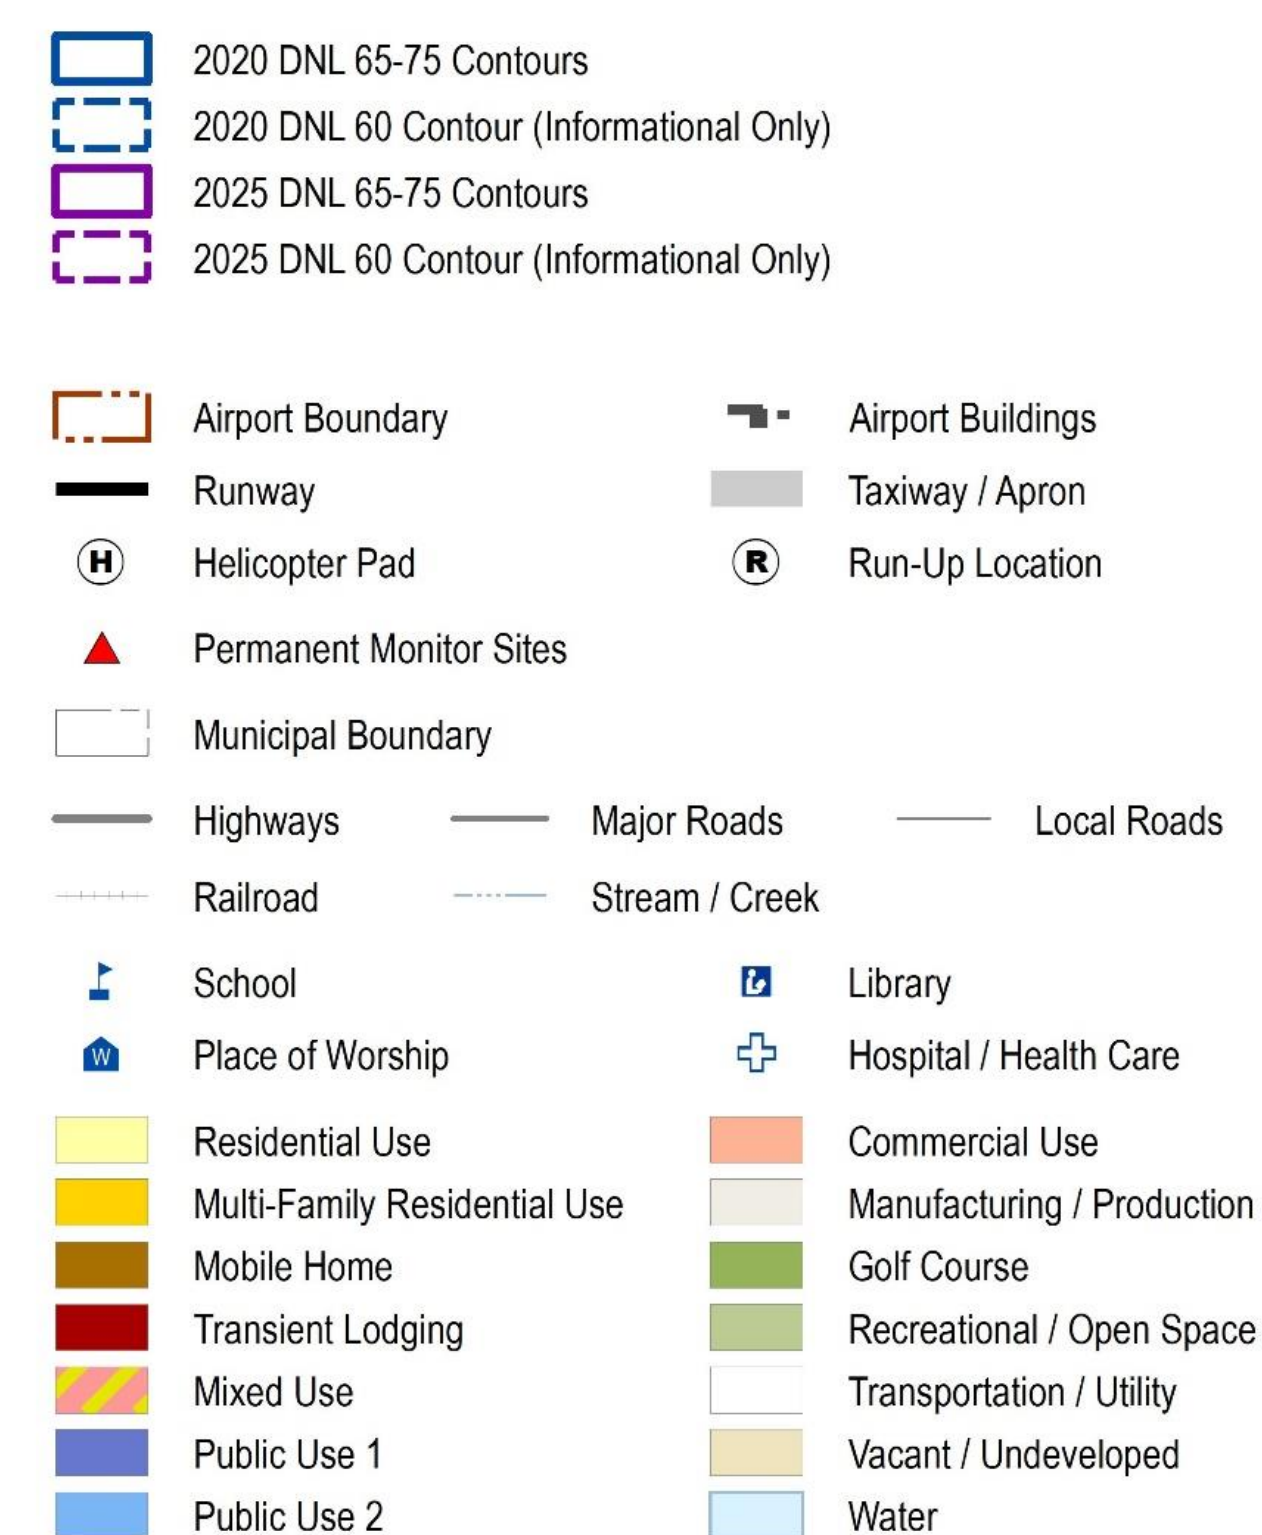 2020 DNL 65-75 Contours
2020 DNL 60 Contour (Informational Only)
2025 DNL 65-75 Contours
2025 DNL 60 Contour (Informational Only)
Airport Boundary Airport Buildings
Runway Taxiway / Apron
H Helicopter Pad R Run-Up Location
Permanent Monitor Sites
Municipal Boundary
Highways Major Roads Local Roads
Railroad Stream / Creek
School Library
W Place of Worship Hospital / Health Care
Residential Use Commercial Use
Multi-Family Residential Use Manufacturing / Production
Mobile Home Golf Course
Transient Lodging Recreational / Open Space
Mixed Use Transportation / Utility
Public Use 1 Vacant / Undeveloped
Public Use 2 Water